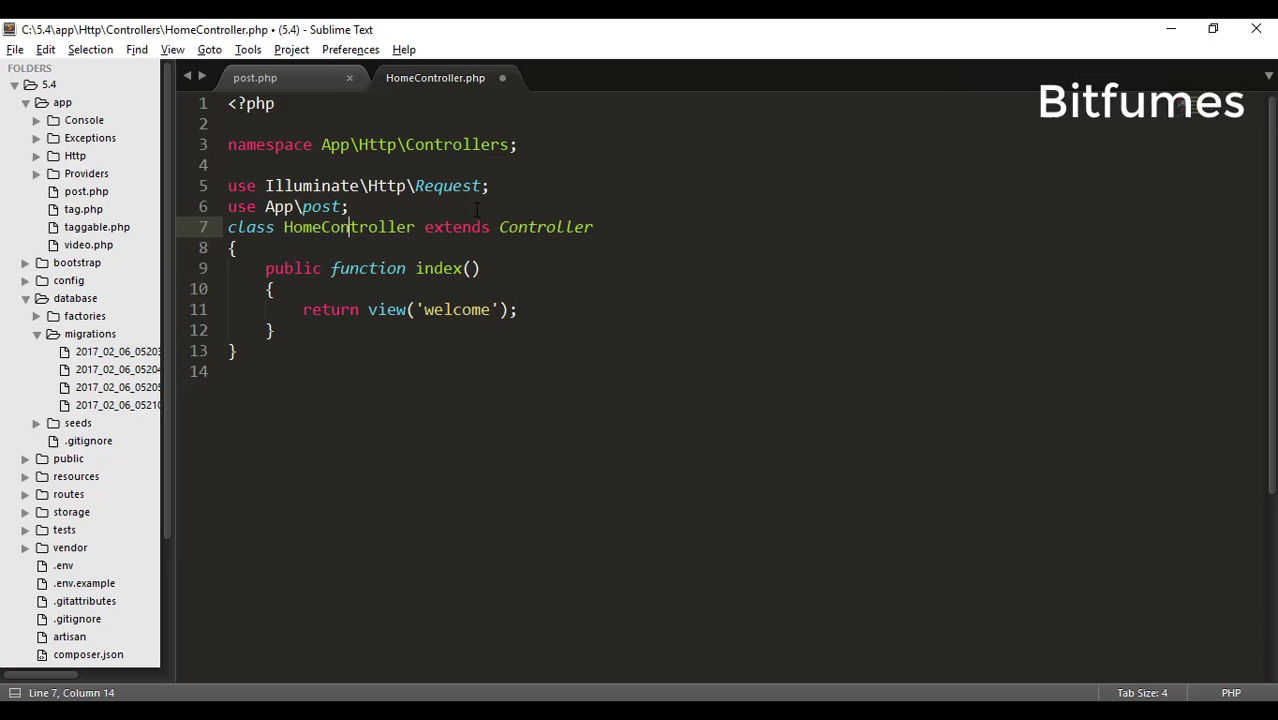 C:\5.4\app\Http\Controllers\HomeController.php • (5.4) - Sublime Text
File Edit Selection Find View Goto Tools Project Preferences Help
FOLDERS
5.4
app
Console
Exceptions
Http
Providers
post.php
tag.php
taggable.php
video.php
bootstrap
config
database
factories
migrations
2017_02_06_05203
2017_02_06_05204
2017_02_06_05205
2017_02_06_05210
seeds
.gitignore
public
resources
routes
storage
tests
vendor
.env
.env.example
.gitattributes
.gitignore
artisan
composer.json
post.php × HomeController.php
Bitfumes
1 <?php
2
3 namespace App\Http\Controllers;
4
5 use Illuminate\Http\Request;
6 use App\post;
7 class HomeController extends Controller
8 {
9 public function index()
10 {
11 return view('welcome');
12 }
13 }
14
Line 7, Column 14 Tab Size: 4 PHP